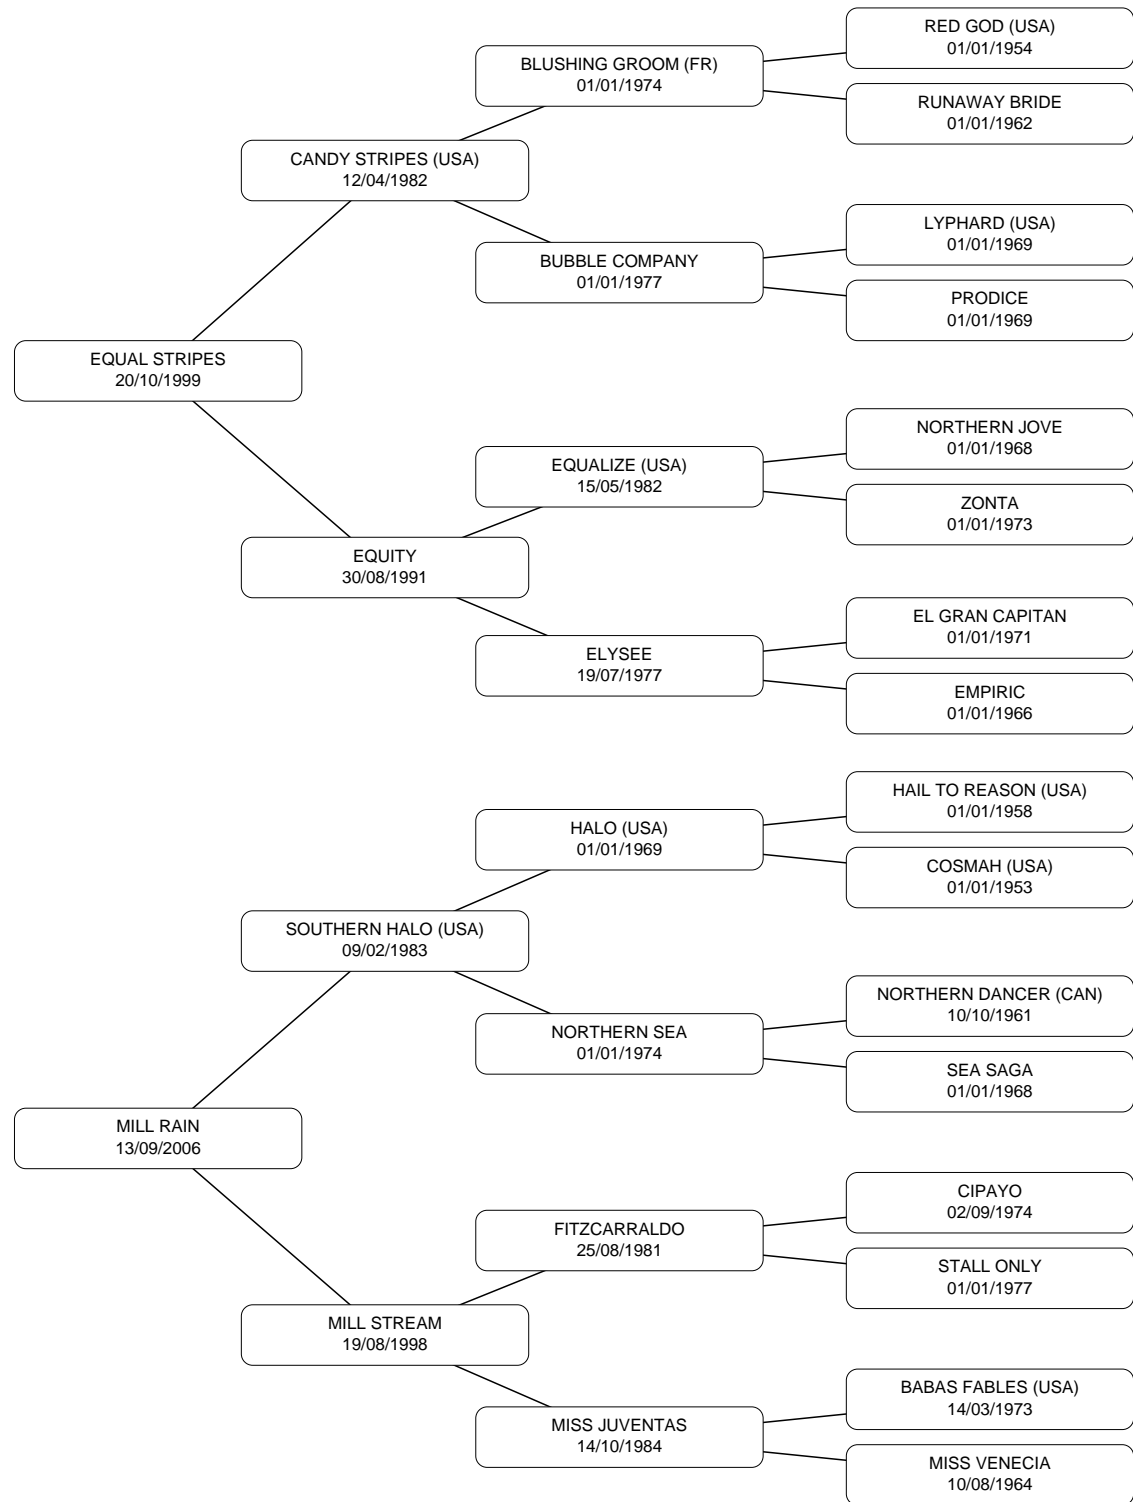 RED GOD (USA)
01/01/1954
BLUSHING GROOM (FR)
01/01/1974
RUNAWAY BRIDE
01/01/1962
CANDY STRIPES (USA)
12/04/1982
LYPHARD (USA)
01/01/1969
BUBBLE COMPANY
01/01/1977
PRODICE
01/01/1969
EQUAL STRIPES
20/10/1999
NORTHERN JOVE
01/01/1968
EQUALIZE (USA)
15/05/1982
ZONTA
01/01/1973
EQUITY
30/08/1991
EL GRAN CAPITAN
01/01/1971
ELYSEE
19/07/1977
EMPIRIC
01/01/1966
HAIL TO REASON (USA)
01/01/1958
HALO (USA)
01/01/1969
COSMAH (USA)
01/01/1953
SOUTHERN HALO (USA)
09/02/1983
NORTHERN DANCER (CAN)
10/10/1961
NORTHERN SEA
01/01/1974
SEA SAGA
01/01/1968
MILL RAIN
13/09/2006
CIPAYO
02/09/1974
FITZCARRALDO
25/08/1981
STALL ONLY
01/01/1977
MILL STREAM
19/08/1998
BABAS FABLES (USA)
14/03/1973
MISS JUVENTAS
14/10/1984
MISS VENECIA
10/08/1964